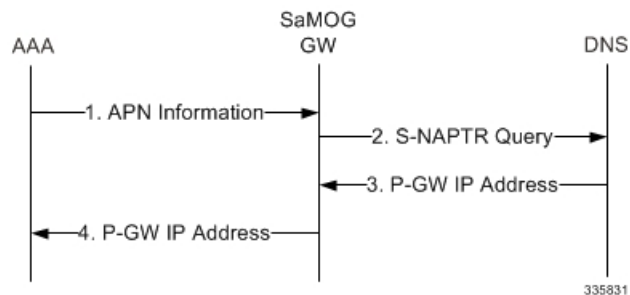 SaMOG
AAA
GW
DNS
1. APN Information
2. S-NAPTR Query
3. P-GW IP Address
4. P-GW IP Address
335831